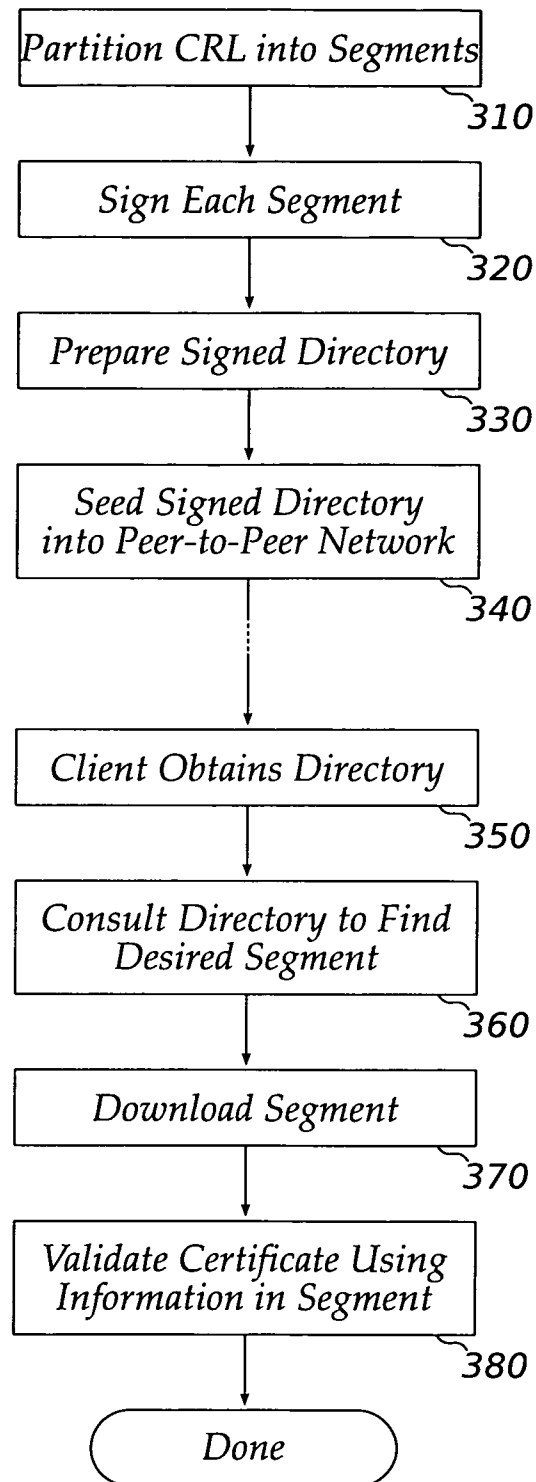 Partition CRL into Segments
310
Sign Each Segment
320
Prepare Signed Directory
330
Seed Signed Directory
into Peer-to-Peer Network
340
Client Obtains Directory
350
Consult Directory to Find
Desired Segment
360
Download Segment
370
Validate Certificate Using
Information in Segment
380
Done